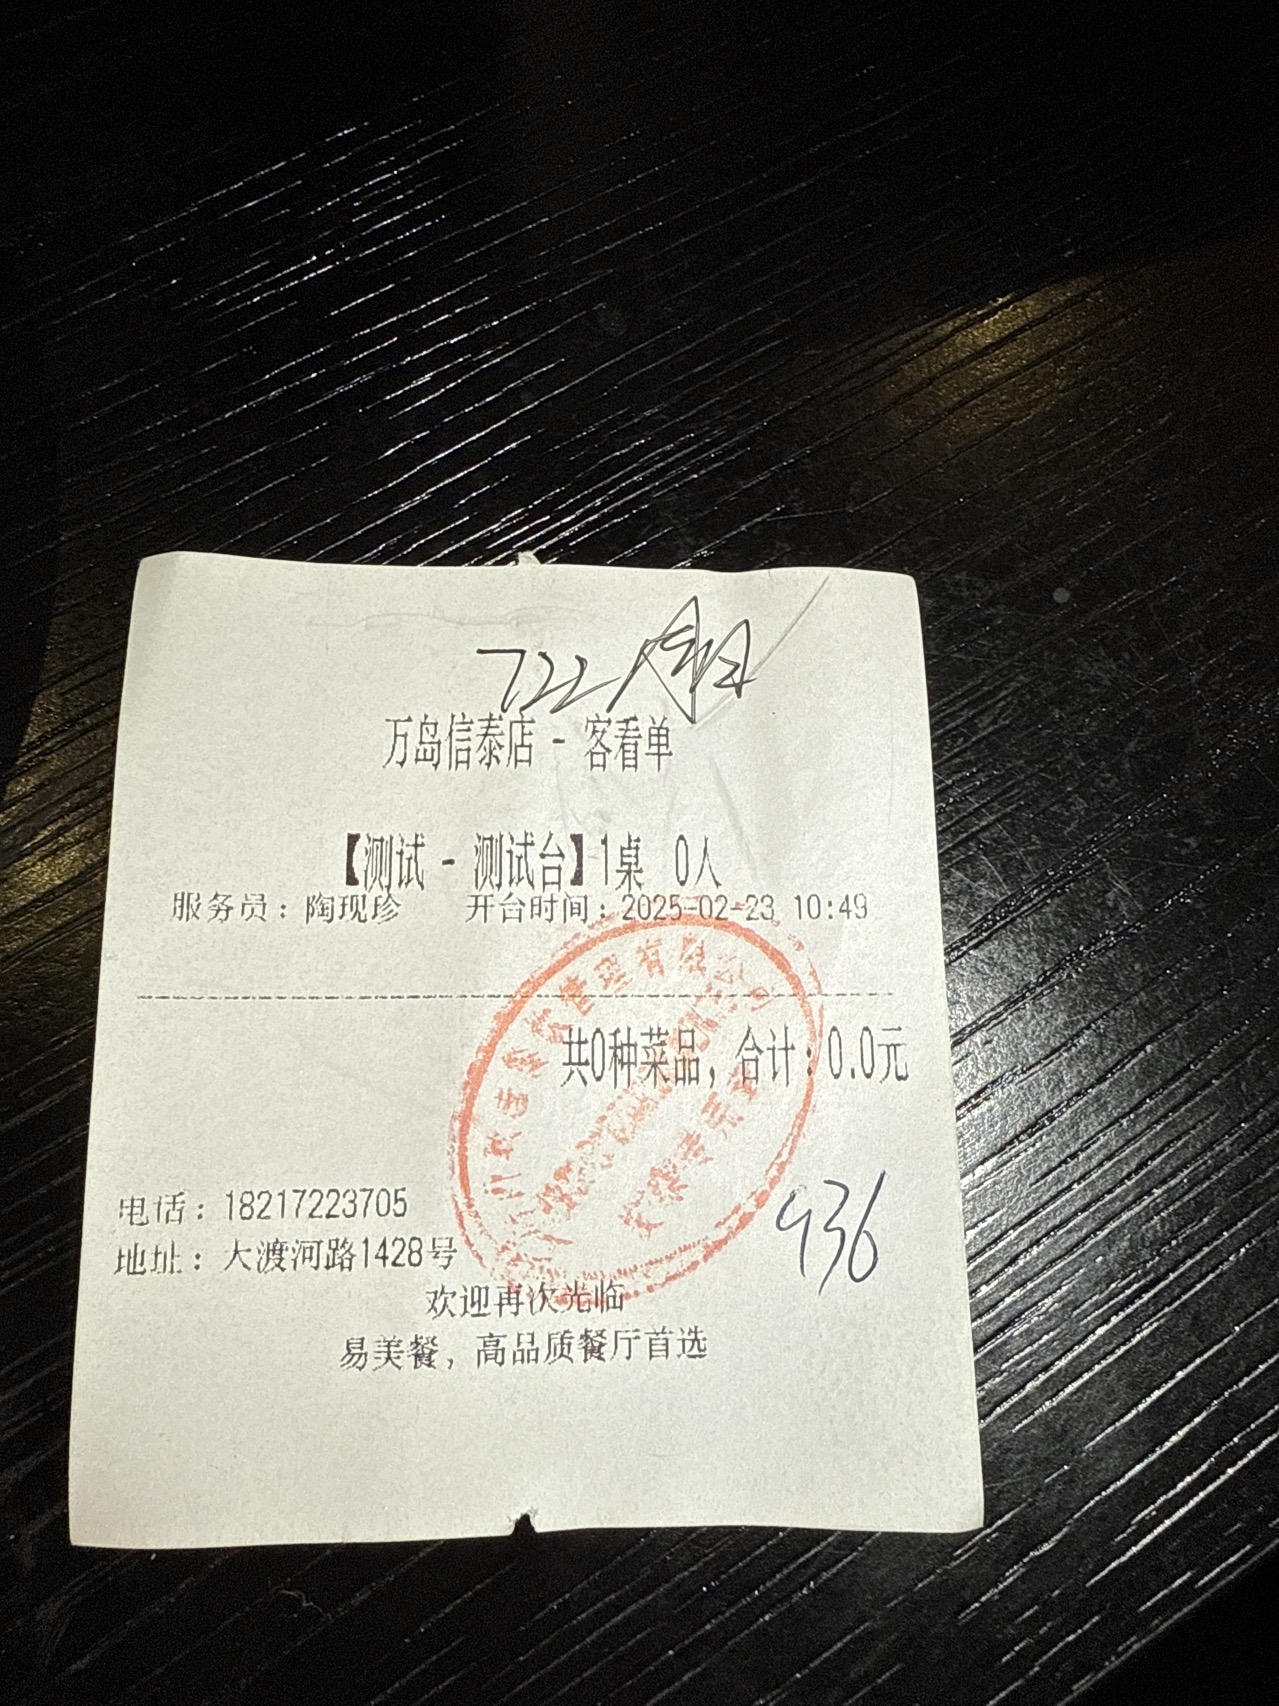 722
万岛信泰店 - 客看单
【测试 - 测试台】1桌 0人
服务员：陶现珍 开台时间：2025-02-23 10:49
共0种菜品，合计：0.0元
电话：18217223705
地址：大渡河路1428号
936
欢迎再次光临
易美餐，高品质餐厅首选